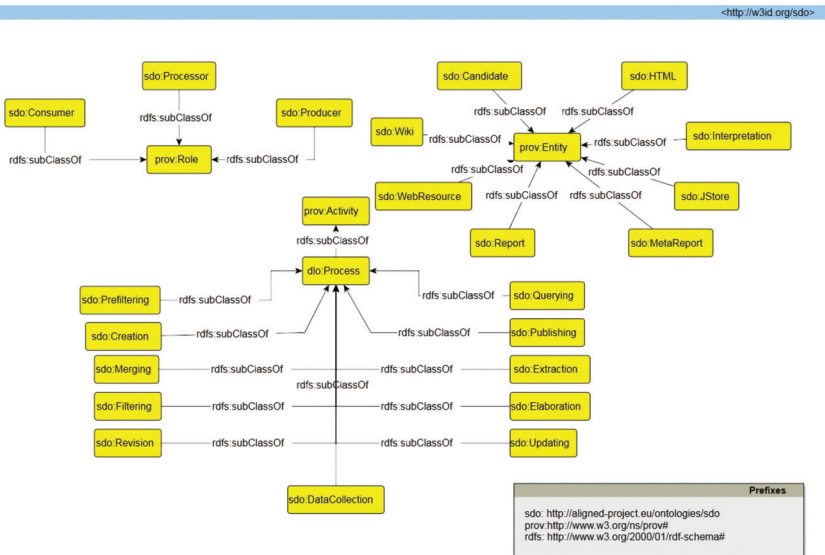 <http://w3id.org/sdo>
sdo:Processor
sdo:Candidate
sdo:HTML
sdo:Consumer
sdo:Producer
rdfs:subClassOf
rdfs:subClassOf
rdfs:subClassOf
sdo:Wiki
rdfs:subClassOf
prov:Entity
rdfs:subClassOf
sdo:Interpretation
rdfs:subClassOf
prov:Role
rdfs:subClassOf
rdfs:subClassOf
rdfs:subClassOf
sdo:WebResource
rdfs:subClassOf
rdfs:subClassOf
sdo:JStore
prov:Activity
rdfs:subClassOf
sdo:Report
sdo:MetaReport
dlo:Process
sdo:Prefiltering
rdfs:subClassOf
rdfs:subClassOf
sdo:Querying
sdo:Creation
rdfs:subClassOf
rdfs:subClassOf
sdo:Publishing
sdo:Merging
rdfs:subClassOf
rdfs:subClassOf
sdo:Extraction
rdfs:subClassOf
sdo:Filtering
rdfs:subClassOf
rdfs:subClassOf
sdo:Elaboration
sdo:Revision
rdfs:subClassOf
rdfs:subClassOf
sdo:Updating
sdo:DataCollection
Prefixes
sdo: http://aligned-project.eu/ontologies/sdo
prov:http://www.w3.org/ns/prov#
rdfs: http://www.w3.org/2000/01/rdf-schema#